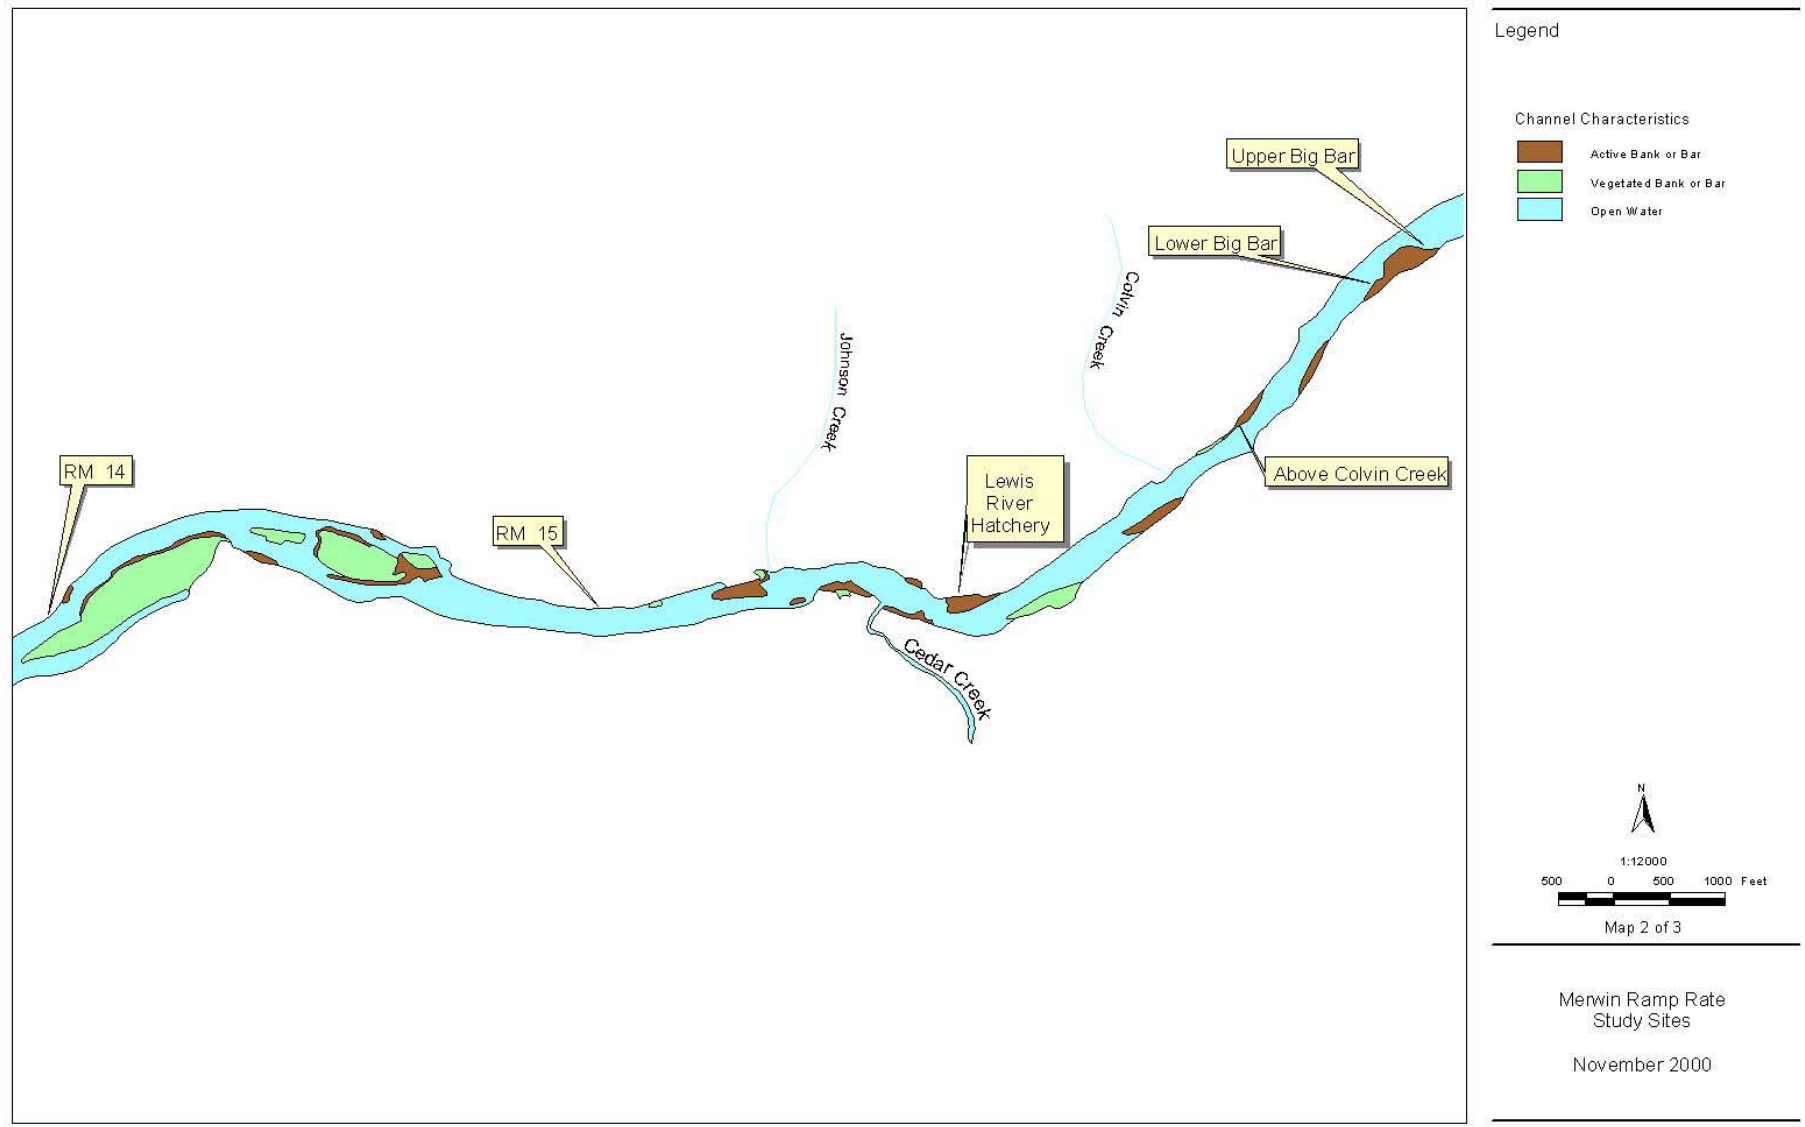 Legend
Channel Characteristics
Active Bank or Bar
Vegetated Bank or Bar
Open Water
Upper Big Bar
Lower Big Bar
Colvin Creek
Johnson Creek
Above Colvin Creek
RM 14
Lewis
River
Hatchery
RM 15
Cedar Creek
N
1:12000
500 0 500 1000 Feet
Map 2 of 3
Merwin Ramp Rate
Study Sites
November 2000